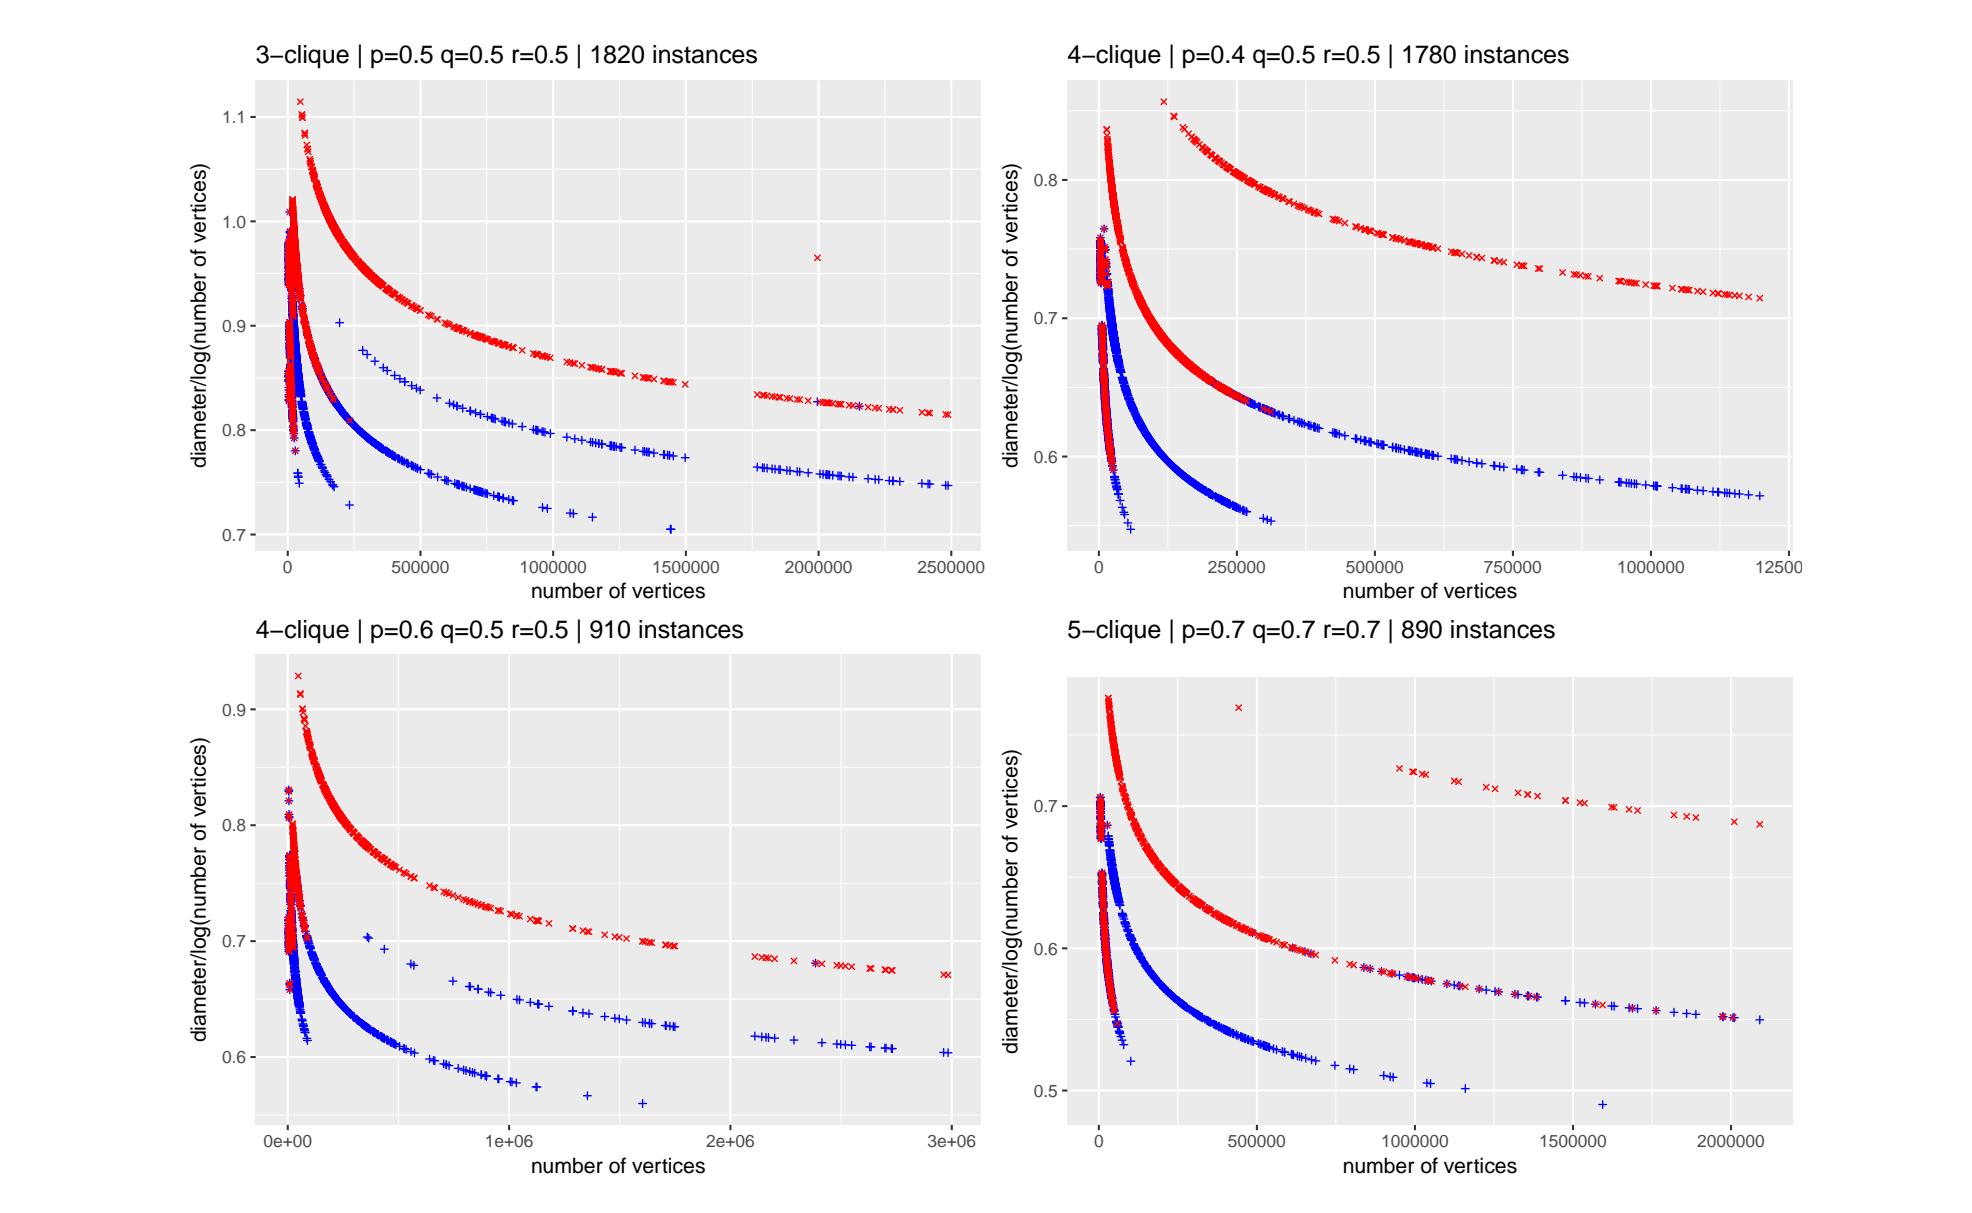 3−clique | p=0.5 q=0.5 r=0.5 | 1820 instances
diameter/log(number of vertices)
1.1
1.0
0.9
0.8
0.7
0 500000 1000000 1500000 2000000 2500000
number of vertices
4−clique | p=0.4 q=0.5 r=0.5 | 1780 instances
diameter/log(number of vertices)
0.8
0.7
0.6
0 250000 500000 750000 1000000 12500
number of vertices
4−clique | p=0.6 q=0.5 r=0.5 | 910 instances
diameter/log(number of vertices)
0.9
0.8
0.7
0.6
0e+00 1e+06 2e+06 3e+06
number of vertices
5−clique | p=0.7 q=0.7 r=0.7 | 890 instances
diameter/log(number of vertices)
0.7
0.6
0.5
0 500000 1000000 1500000 2000000
number of vertices